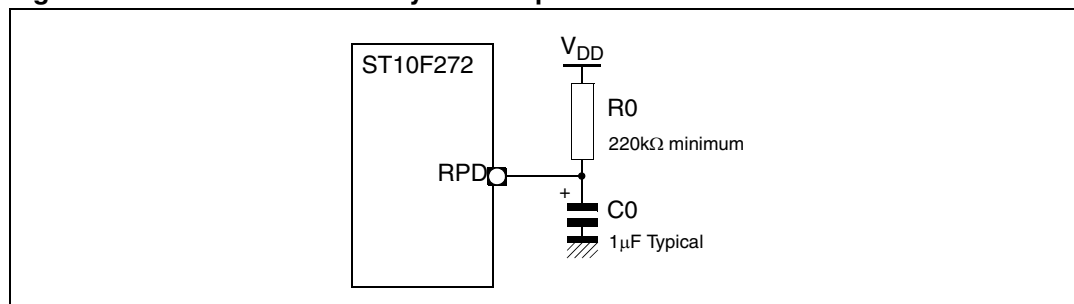 ST10F272
VDD
R0
220kΩ minimum
RPD
+
C0
1µF Typical